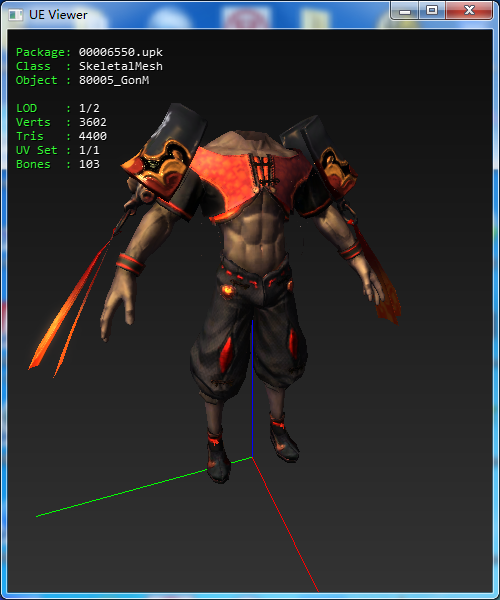 UE Viewer
Package: 00006550.upk
Class : SkeletalMesh
Object : 80005_GonM
LOD : 1/2
Verts : 3602
Tris : 4400
UV Set : 1/1
Bones : 103